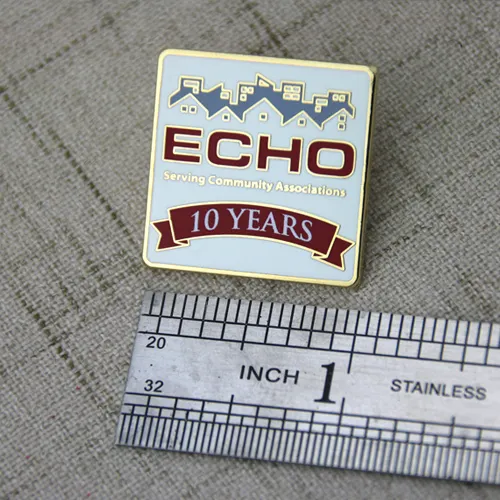 ECHO
Serving Community Associations
10 YEARS
20
INCH 1 STAINLESS
32